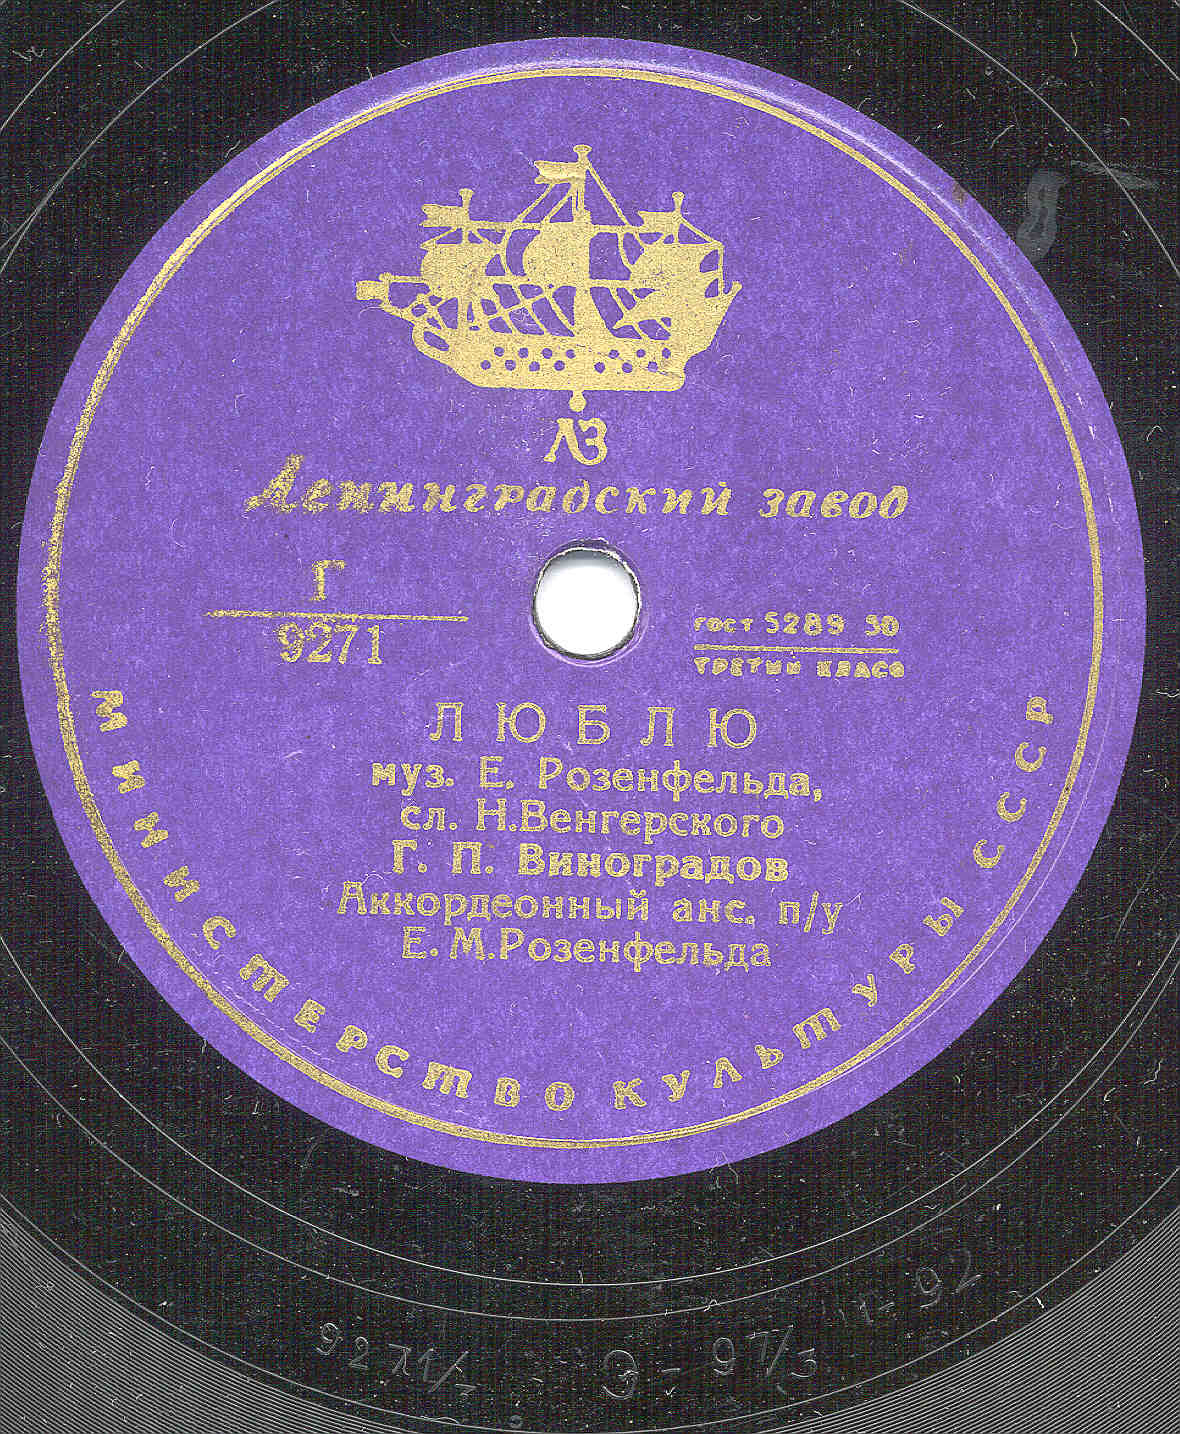 ЛЗ
Ленинградский завод
Г
9271
ГОСТ 5289 50
ТРЕТИЙ КЛАСС
ЛЮБЛЮ
муз. Е. Розенфельда,
сл. Н.Венгерского
Г. П. Виноградов
Аккордеонный анс. п/у
Е. М.Розенфельда
МИНИСТЕРСТВО КУЛЬТУРЫ СССР